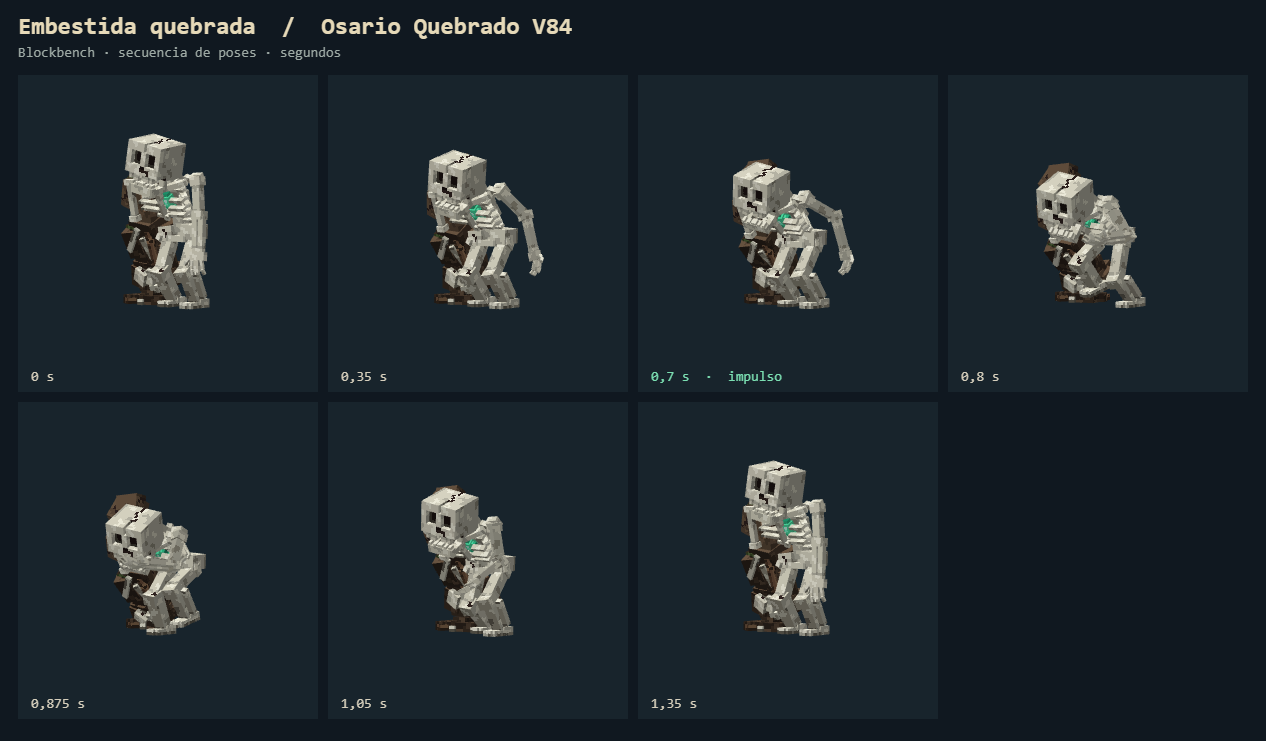 Embestida quebrada / Osario Quebrado V84
Blockbench · secuencia de poses · segundos
0 s
0,35 s
0,7 s · impulso
0,8 s
0,875 s
1,05 s
1,35 s